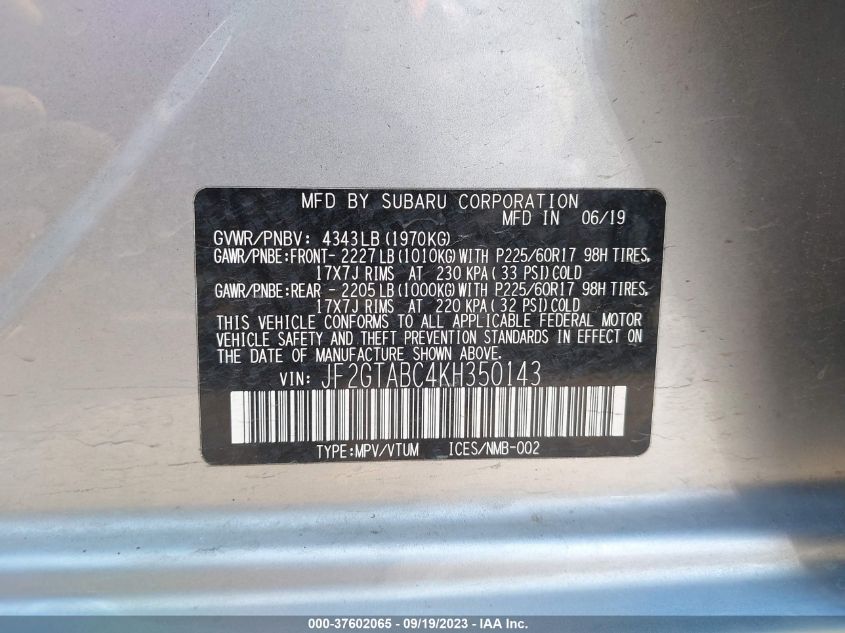 MFD BY SUBARU CORPORATION
MFD IN 06/19
GVWR/PNBV: 4343LB (1970KG)
GAWR/PNBE:FRONT- 2227LB (1010KG) WITH P225/60R17 98H TIRES,
17X7J RIMS AT 230 KPA (33 PSI) COLD
GAWR/PNBE:REAR - 2205LB (1000KG) WITH P225/60R17 98H TIRES,
17X7J RIMS AT 220 KPA (32 PSI) COLD
THIS VEHICLE CONFORMS TO ALL APPLICABLE FEDERAL MOTOR
VEHICLE SAFETY AND THEFT PREVENTION STANDARDS IN EFFECT ON
THE DATE OF MANUFACTURE SHOWN ABOVE.
VIN: JF2GTABC4KH350143
TYPE:MPV/VTUM ICES/NMB-002
000-37602065 - 09/19/2023 - IAA Inc.